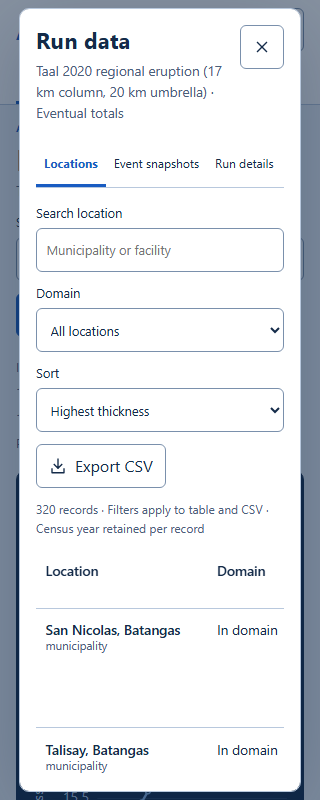 Run data
Taal 2020 regional eruption (17
km column, 20 km umbrella) ·
Eventual totals
Locations Event snapshots Run details
Search location
Municipality or facility
Domain
All locations
Sort
Highest thickness
Export CSV
320 records · Filters apply to table and CSV ·
Census year retained per record
Location Domain
San Nicolas, Batangas In domain
municipality
Talisay, Batangas In domain
municipality
15.5